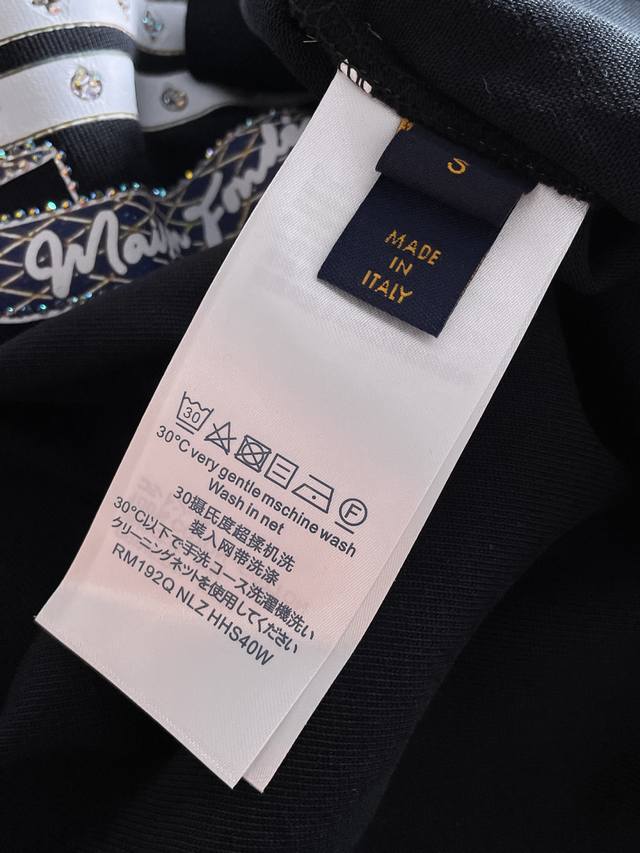 Main
S
MADE
IN
ITALY
30
F
30°C very gentle mschine wash
Wash in net
30摄氏度超揉机洗
装入网带洗涤
30°C以下で手洗コース洗濯機洗い
クリーニングネットを使用してください
RM192Q NLZ HHS40W